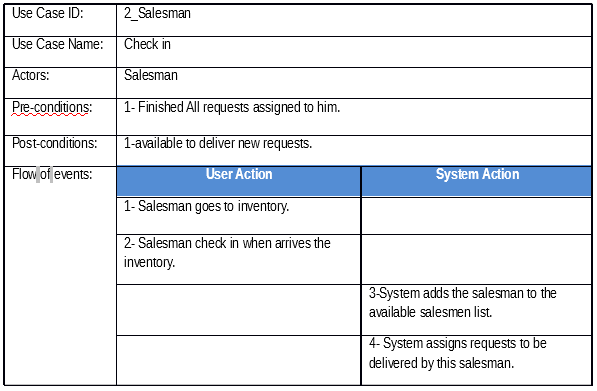 Use Case ID: 2_Salesman
Use Case Name: Check in
Actors: Salesman
Pre-conditions: 1- Finished All requests assigned to him.
Post-conditions: 1-available to deliver new requests.
Flow of events: User Action System Action
1- Salesman goes to inventory.
2- Salesman check in when arrives the
inventory.
3-System adds the salesman to the
available salesmen list.
4- System assigns requests to be
delivered by this salesman.